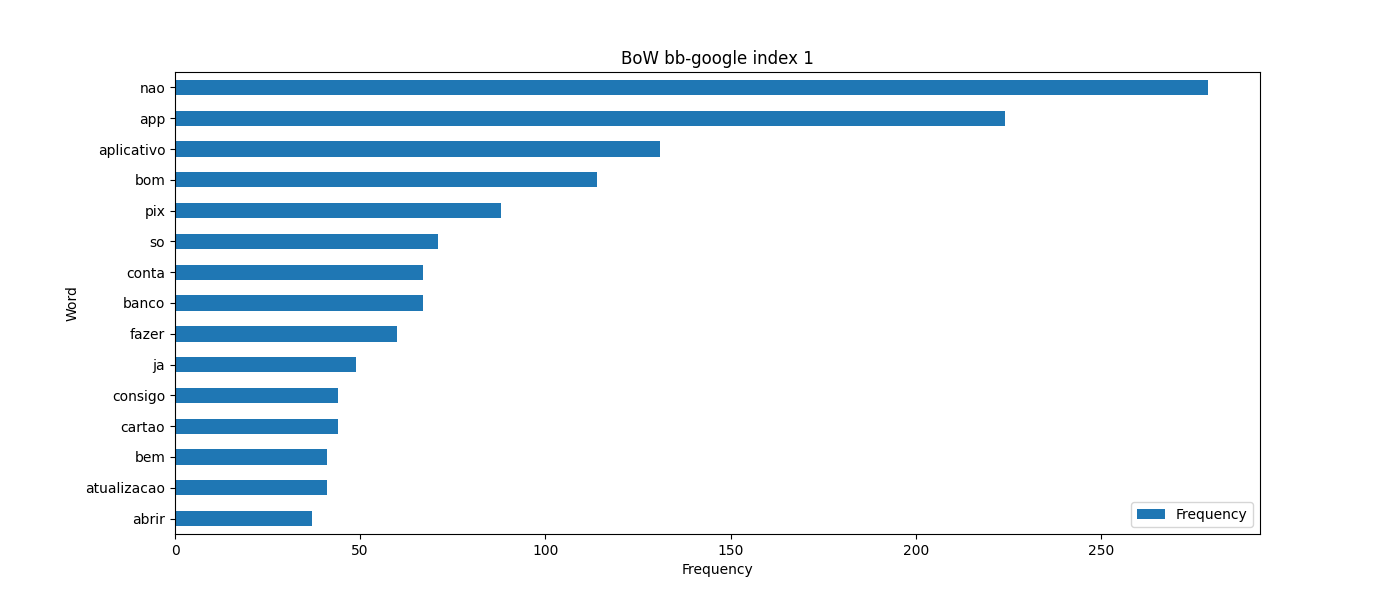 BoW bb-google index 1
nao
app
aplicativo
bom
pix
so
conta
banco
fazer
ja
consigo
cartao
bem
atualizacao
abrir
Word
Frequency
0 50 100 150 200 250
Frequency